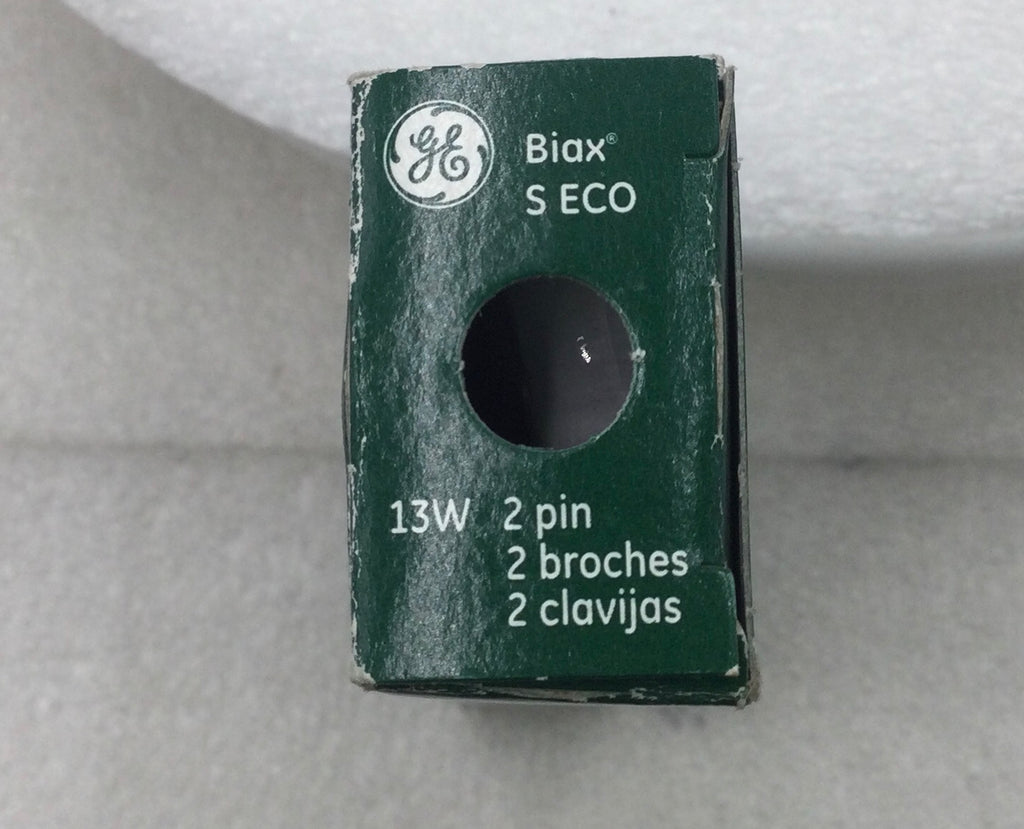 GE
Biax®
S ECO
13W 2 pin
2 broches
2 clavijas